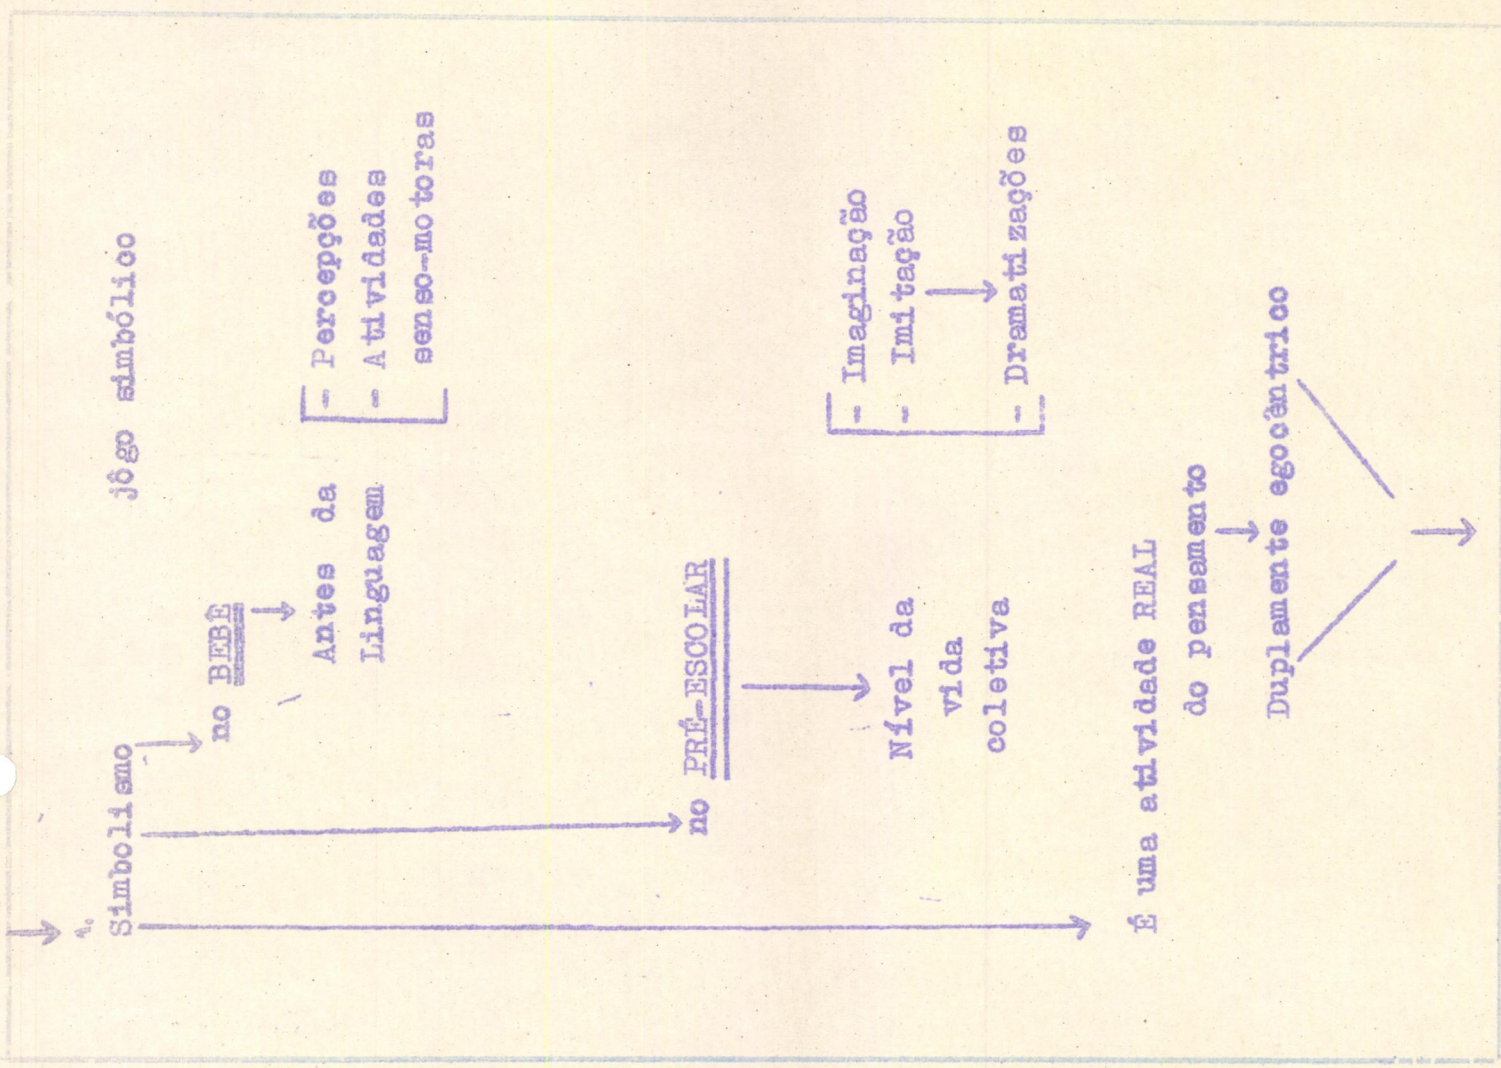 Simbolismo jôgo simbólico
no BEBÊ
Antes da
Linguagem
- Percepções
- Atividades
senso-motoras
no PRÉ-ESCOLAR
Nível da
vida
coletiva
- Imaginação
- Imitação
- Dramatizações
É uma atividade REAL
do pensamento
Duplamente egocêntrico